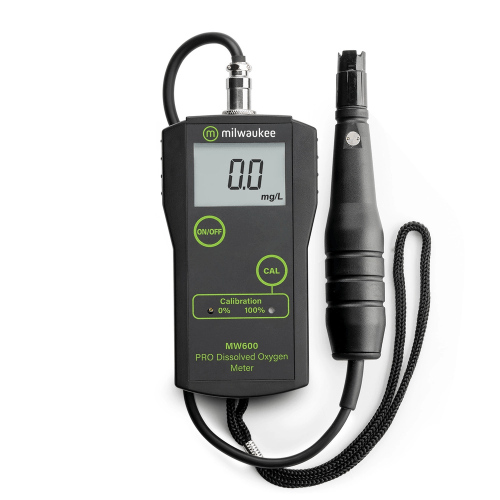 m milwaukee
0.0
mg/L
ON/OFF
CAL
Calibration
0% 100%
MW600
PRO Dissolved Oxygen
Meter